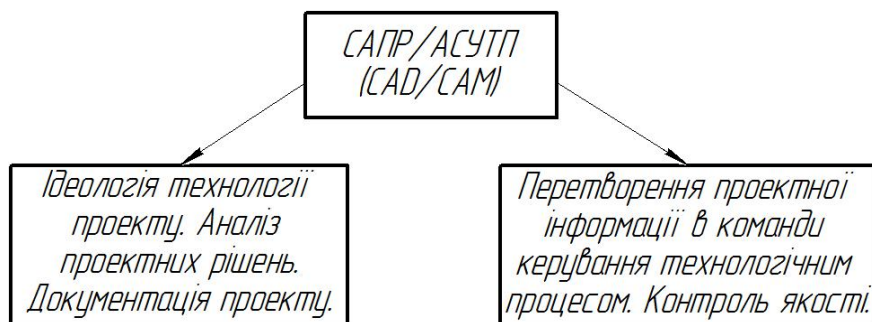 САПР/АСУТП
(CAD/CAM)
Ідеологія технології
проекту. Аналіз
проектних рішень.
Документація проекту.
Перетворення проектної
інформації в команди
керування технологічним
процесом. Контроль якості.